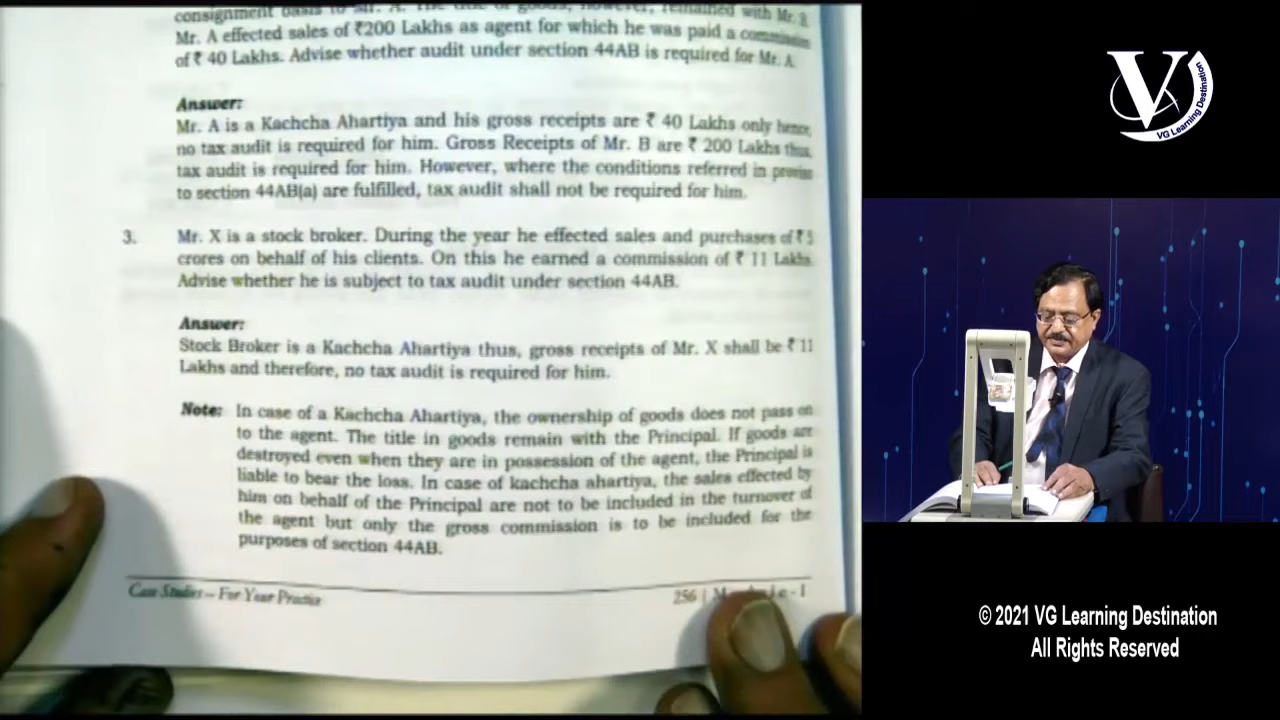 consignment basis to Mr. A. The title of goods, however, remained with Mr. B.
Mr. A effected sales of ₹200 Lakhs as agent for which he was paid a commission
of ₹ 40 Lakhs. Advise whether audit under section 44AB is required for Mr. A.
Answer:
Mr. A is a Kachcha Ahartiya and his gross receipts are ₹ 40 Lakhs only hence,
no tax audit is required for him. Gross Receipts of Mr. B are ₹ 200 Lakhs thus,
tax audit is required for him. However, where the conditions referred in proviso
to section 44AB(a) are fulfilled, tax audit shall not be required for him.
3. Mr. X is a stock broker. During the year he effected sales and purchases of ₹ 5
crores on behalf of his clients. On this he earned a commission of ₹ 11 Lakhs.
Advise whether he is subject to tax audit under section 44AB.
Answer:
Stock Broker is a Kachcha Ahartiya thus, gross receipts of Mr. X shall be ₹ 11
Lakhs and therefore, no tax audit is required for him.
Note: In case of a Kachcha Ahartiya, the ownership of goods does not pass on
to the agent. The title in goods remain with the Principal. If goods are
destroyed even when they are in possession of the agent, the Principal is
liable to bear the loss. In case of kachcha ahartiya, the sales effected by
him on behalf of the Principal are not to be included in the turnover of
the agent but only the gross commission is to be included for the
purposes of section 44AB.
Case Studies – For Your Practice
256 |
V
VG Learning Destination
© 2021 VG Learning Destination
All Rights Reserved